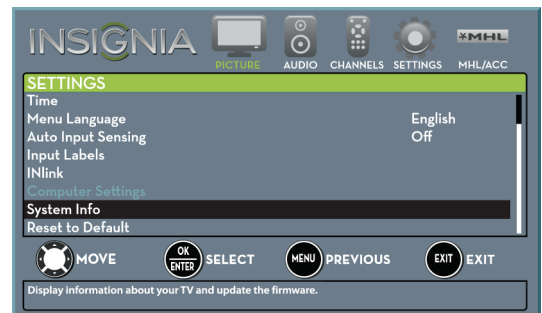 INSIGNIA
PICTURE AUDIO CHANNELS SETTINGS MHL/ACC
MHL
SETTINGS
Time
Menu Language English
Auto Input Sensing Off
Input Labels
INlink
Computer Settings
System Info
Reset to Default
MOVE OK ENTER SELECT MENU PREVIOUS EXIT EXIT
Display information about your TV and update the firmware.